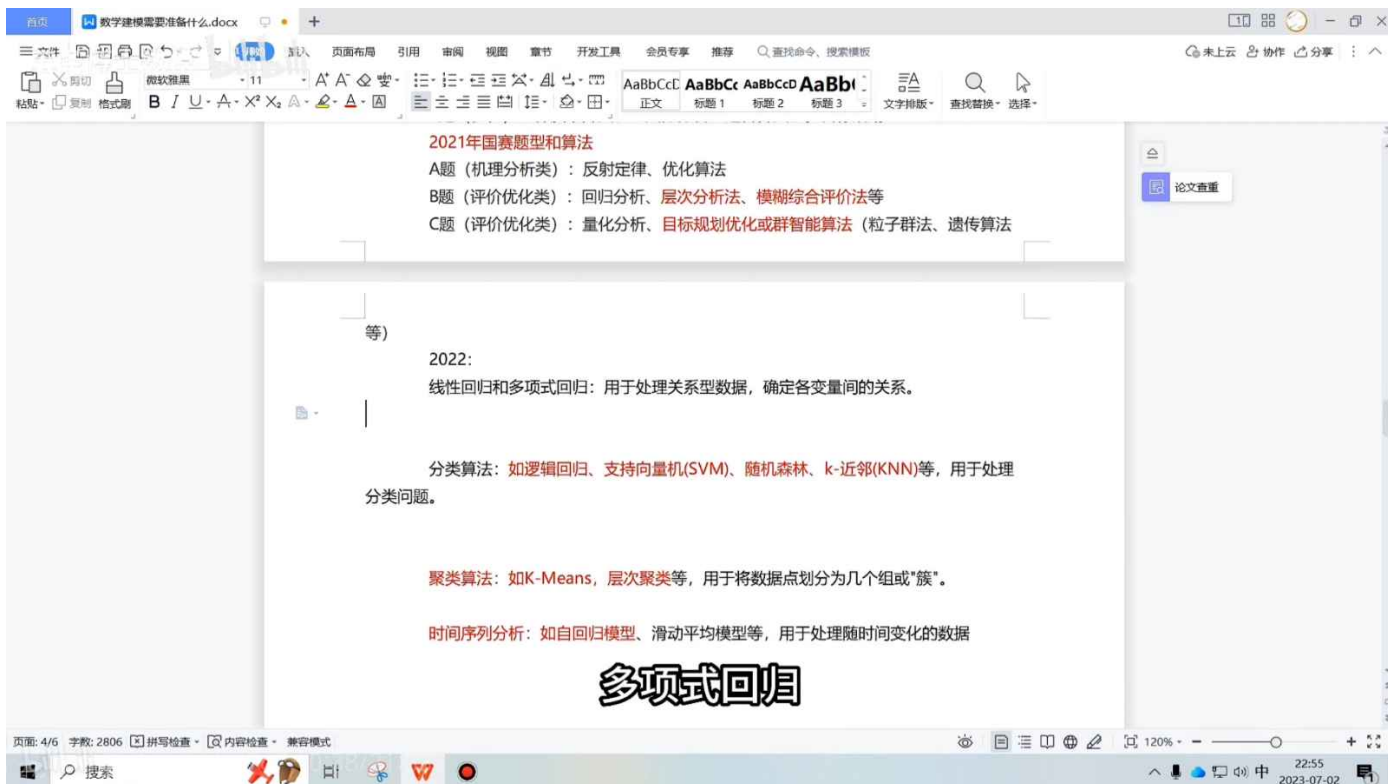 首页 数学建模需要准备什么.docx
三 文件 插入 页面布局 引用 审阅 视图 章节 开发工具 会员专享 推荐 查找命令、搜索模板 未上云 协作 分享
剪切 微软雅黑 11 AaBbCcD AaBbCc AaBbCcD AaBb
粘贴 复制 格式刷 B I U A X² X₂ A A A 正文 标题 1 标题 2 标题 3 文字排版 查找替换 选择
2021年国赛题型和算法
A题(机理分析类):反射定律、优化算法
B题(评价优化类):回归分析、层次分析法、模糊综合评价法等
C题(评价优化类):量化分析、目标规划优化或群智能算法(粒子群法、遗传算法
论文查重
等)
2022:
线性回归和多项式回归:用于处理关系型数据,确定各变量间的关系。
分类算法:如逻辑回归、支持向量机(SVM)、随机森林、k-近邻(KNN)等,用于处理
分类问题。
聚类算法:如K-Means,层次聚类等,用于将数据点划分为几个组或"簇"。
时间序列分析:如自回归模型、滑动平均模型等,用于处理随时间变化的数据
多项式回归
页面: 4/6 字数: 2806 拼写检查 内容检查 兼容模式 120%
搜索 中 22:55
2023-07-02